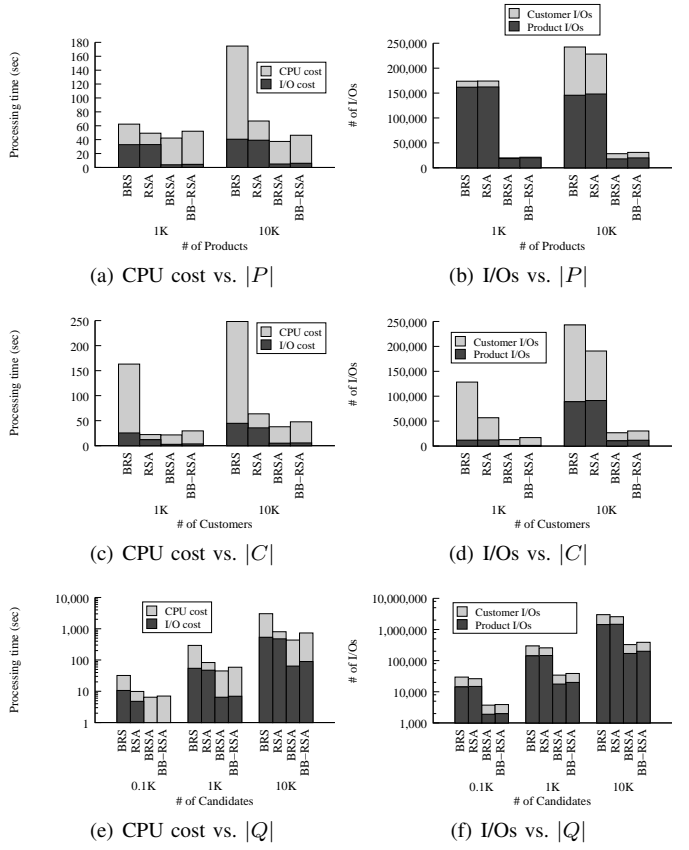 Processing time (sec)
180
160
140
120
100
80
60
40
20
0
CPU cost
I/O cost
BRS
RSA
BRSA
BB−RSA
BRS
RSA
BRSA
BB−RSA
1K
10K
# of Products
(a) CPU cost vs. |P|
Customer I/Os
Product I/Os
# of I/Os
250,000
200,000
150,000
100,000
50,000
0
BRS
RSA
BRSA
BB−RSA
BRS
RSA
BRSA
BB−RSA
1K
10K
# of Products
(b) I/Os vs. |P|
Processing time (sec)
250
200
150
100
50
0
CPU cost
I/O cost
BRS
RSA
BRSA
BB−RSA
BRS
RSA
BRSA
BB−RSA
1K
10K
# of Customers
(c) CPU cost vs. |C|
# of I/Os
250,000
200,000
150,000
100,000
50,000
0
Customer I/Os
Product I/Os
BRS
RSA
BRSA
BB−RSA
BRS
RSA
BRSA
BB−RSA
1K
10K
# of Customers
(d) I/Os vs. |C|
Processing time (sec)
10,000
1,000
100
10
1
CPU cost
I/O cost
BRS
RSA
BRSA
BB−RSA
BRS
RSA
BRSA
BB−RSA
BRS
RSA
BRSA
BB−RSA
0.1K
1K
10K
# of Candidates
(e) CPU cost vs. |Q|
# of I/Os
10,000,000
1,000,000
100,000
10,000
1,000
Customer I/Os
Product I/Os
BRS
RSA
BRSA
BB−RSA
BRS
RSA
BRSA
BB−RSA
BRS
RSA
BRSA
BB−RSA
0.1K
1K
10K
# of Candidates
(f) I/Os vs. |Q|